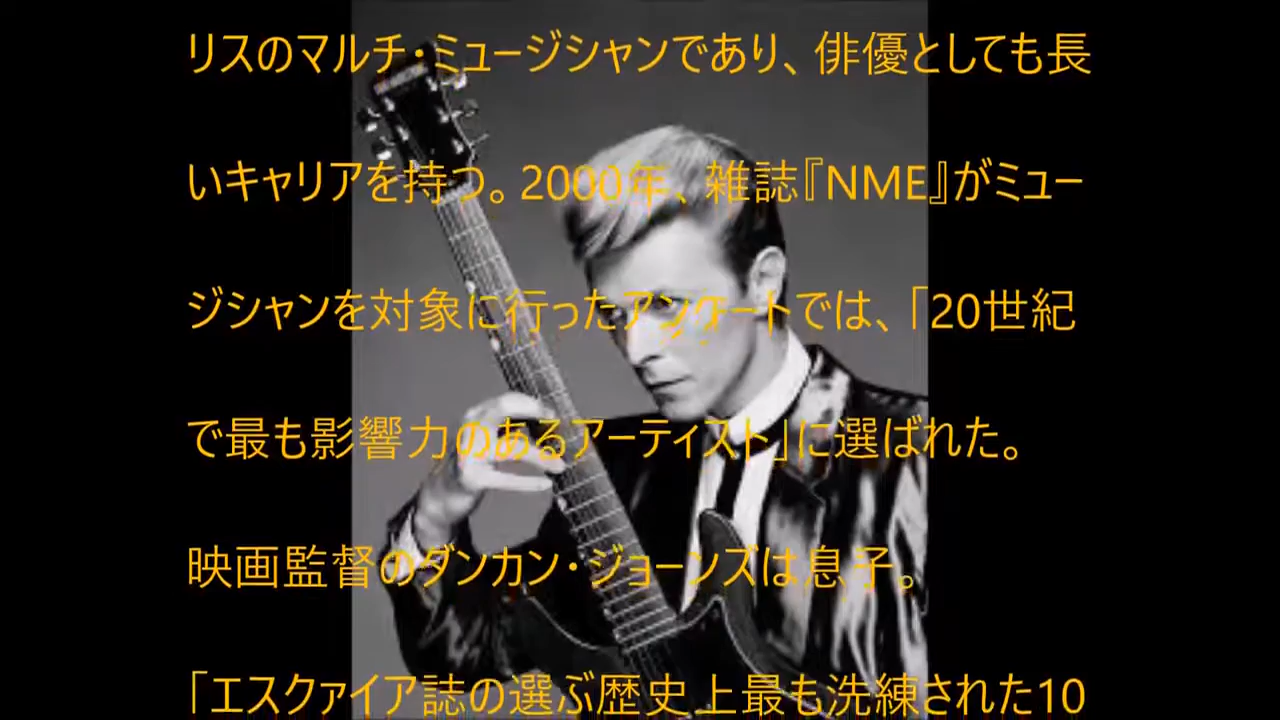 リスのマルチ・ミュージシャンであり、俳優としても長
いキャリアを持つ。2000年、雑誌『NME』がミュー
ジシャンを対象に行ったアンケートでは、「20世紀
で最も影響力のあるアーティスト」に選ばれた。
映画監督のダンカン・ジョーンズは息子。
「エスクァイア誌の選ぶ歴史上最も洗練された10